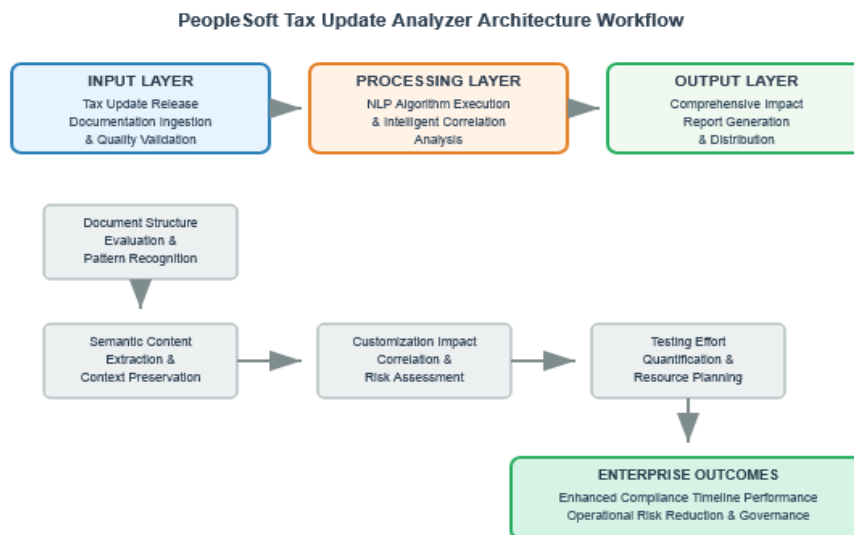 PeopleSoft Tax Update Analyzer Architecture Workflow
INPUT LAYER
Tax Update Release
Documentation Ingestion
& Quality Validation
PROCESSING LAYER
NLP Algorithm Execution
& Intelligent Correlation
Analysis
OUTPUT LAYER
Comprehensive Impact
Report Generation
& Distribution
Document Structure
Evaluation &
Pattern Recognition
Semantic Content
Extraction &
Context Preservation
Customization Impact
Correlation &
Risk Assessment
Testing Effort
Quantification &
Resource Planning
ENTERPRISE OUTCOMES
Enhanced Compliance Timeline Performance
Operational Risk Reduction & Governance